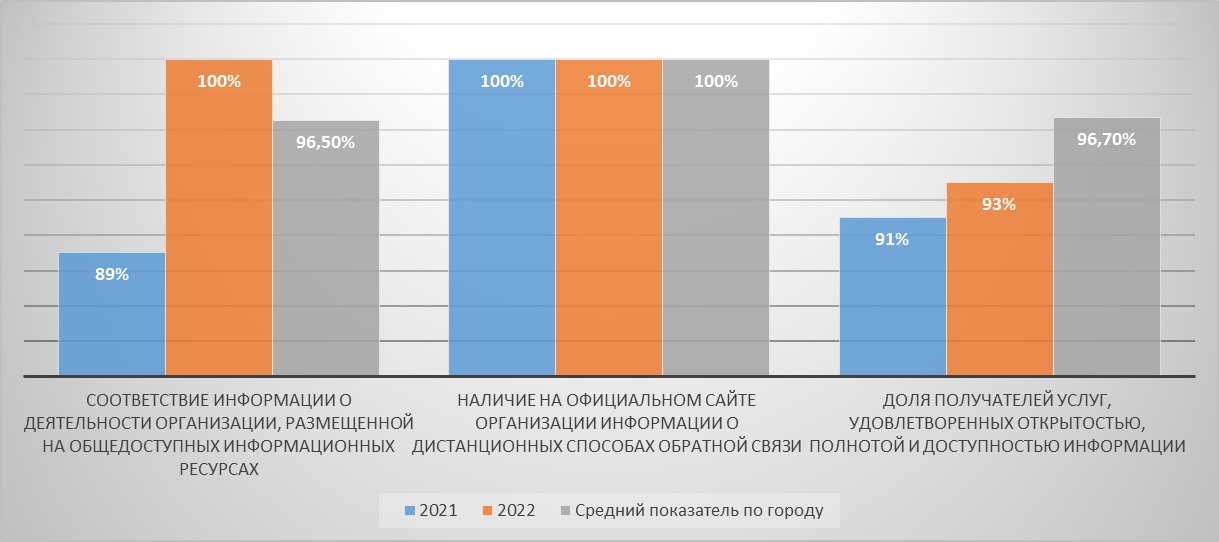 100%
96,50%
89%
100%
100%
100%
96,70%
93%
91%
СООТВЕТСТВИЕ ИНФОРМАЦИИ О
ДЕЯТЕЛЬНОСТИ ОРГАНИЗАЦИИ, РАЗМЕЩЕННОЙ
НА ОБЩЕДОСТУПНЫХ ИНФОРМАЦИОННЫХ
РЕСУРСАХ
НАЛИЧИЕ НА ОФИЦИАЛЬНОМ САЙТЕ
ОРГАНИЗАЦИИ ИНФОРМАЦИИ О
ДИСТАНЦИОННЫХ СПОСОБАХ ОБРАТНОЙ СВЯЗИ
ДОЛЯ ПОЛУЧАТЕЛЕЙ УСЛУГ,
УДОВЛЕТВОРЕННЫХ ОТКРЫТОСТЬЮ,
ПОЛНОТОЙ И ДОСТУПНОСТЬЮ ИНФОРМАЦИИ
2021 2022 Средний показатель по городу